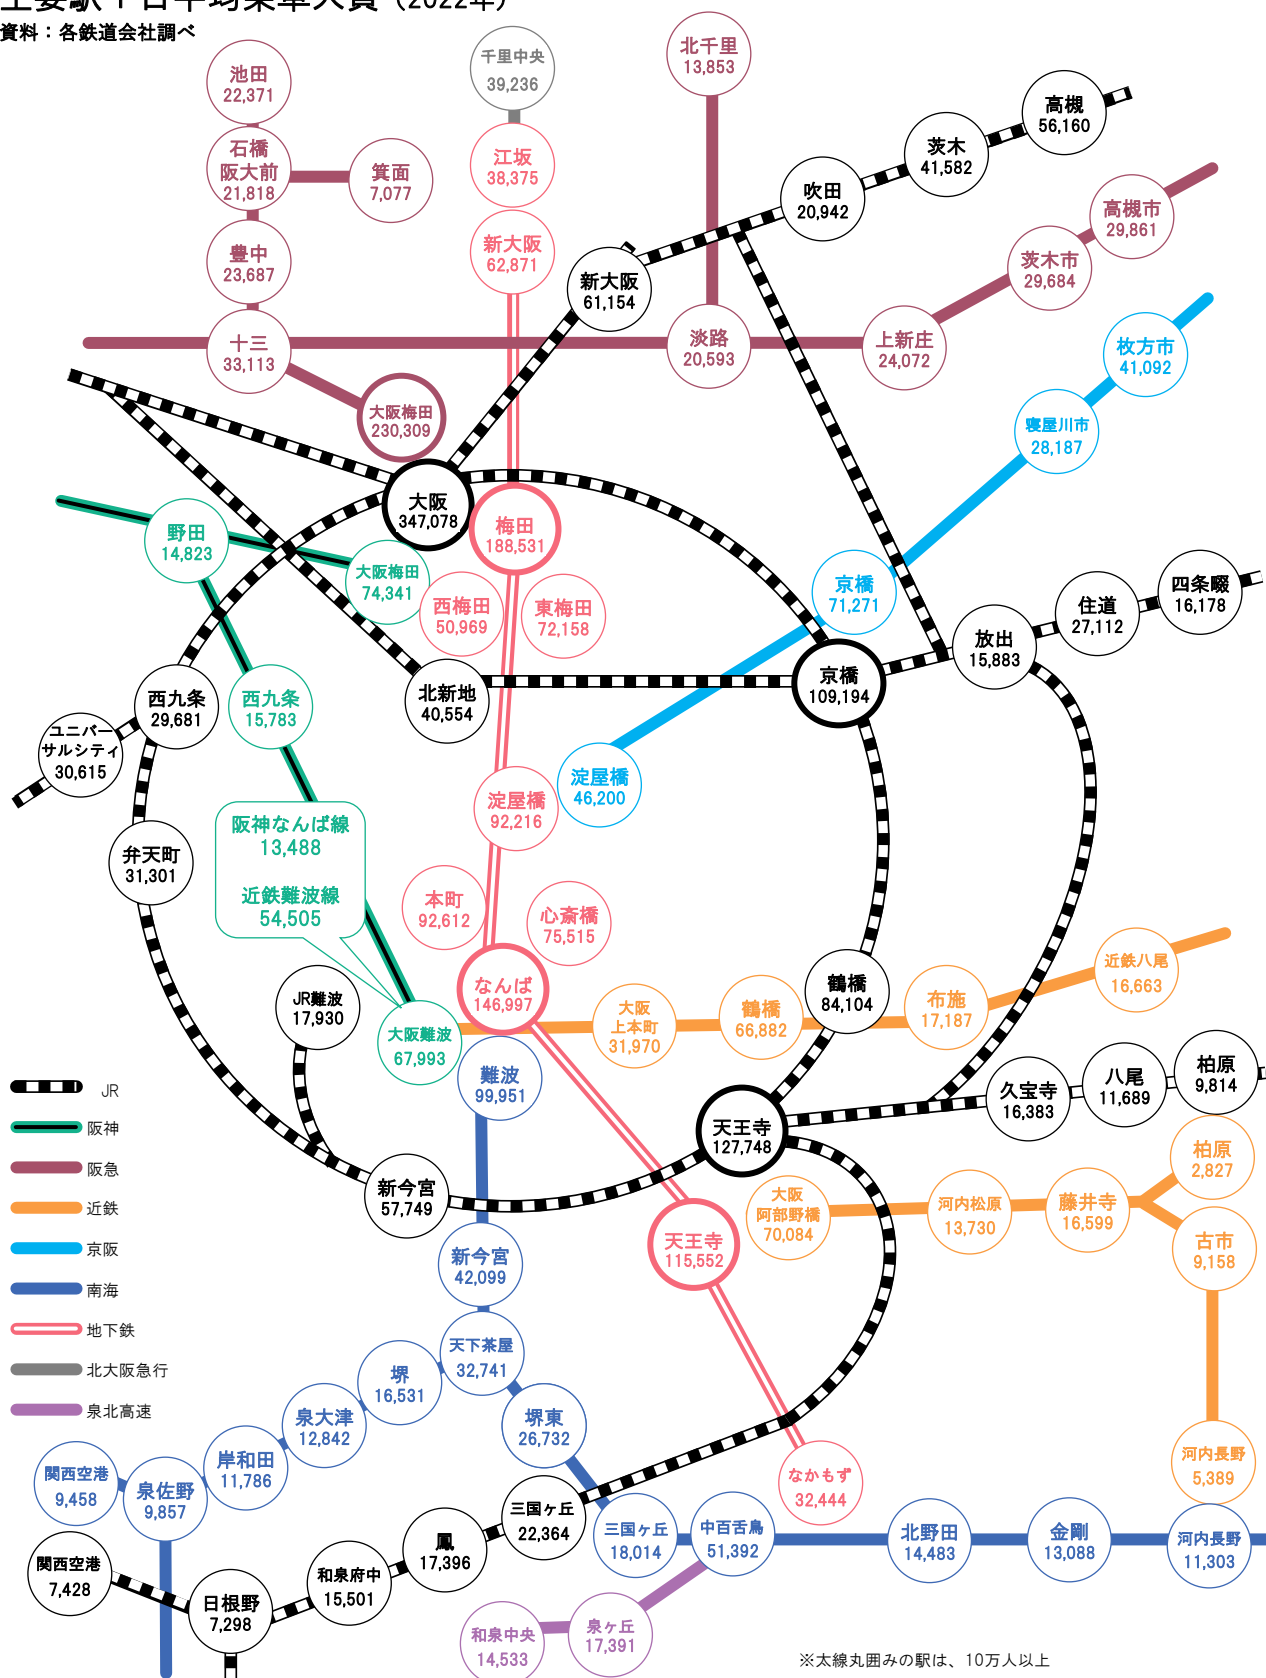 主要駅1日平均乗車人員（2022年）
資料：各鉄道会社調べ
池田
22,371
千里中央
39,236
北千里
13,853
高槻
56,160
石橋
阪大前
21,818
箕面
7,077
江坂
38,375
茨木
41,582
吹田
20,942
高槻市
29,861
豊中
23,687
新大阪
62,871
新大阪
61,154
茨木市
29,684
十三
33,113
淡路
20,593
上新庄
24,072
枚方市
41,092
大阪梅田
230,309
寝屋川市
28,187
大阪
347,078
梅田
188,531
野田
14,823
大阪梅田
74,341
西梅田
50,969
東梅田
72,158
京橋
71,271
四条畷
16,178
住道
27,112
放出
15,883
西九条
29,681
西九条
15,783
北新地
40,554
京橋
109,194
ユニバー
サルシティ
30,615
淀屋橋
92,216
淀屋橋
46,200
弁天町
31,301
阪神なんば線
13,488
近鉄難波線
54,505
本町
92,612
心斎橋
75,515
JR難波
17,930
なんば
146,997
鶴橋
84,104
近鉄八尾
16,663
大阪難波
67,993
大阪
上本町
31,970
鶴橋
66,882
布施
17,187
難波
99,951
久宝寺
16,383
八尾
11,689
柏原
9,814
天王寺
127,748
柏原
2,827
新今宮
57,749
大阪
阿部野橋
70,084
河内松原
13,730
藤井寺
16,599
古市
9,158
新今宮
42,099
天王寺
115,552
JR
阪神
阪急
近鉄
京阪
南海
地下鉄
北大阪急行
泉北高速
天下茶屋
32,741
堺
16,531
泉大津
12,842
堺東
26,732
岸和田
11,786
関西空港
9,458
泉佐野
9,857
なかもず
32,444
河内長野
5,389
三国ヶ丘
22,364
三国ヶ丘
18,014
中百舌鳥
51,392
北野田
14,483
金剛
13,088
河内長野
11,303
鳳
17,396
関西空港
7,428
和泉府中
15,501
日根野
7,298
和泉中央
14,533
泉ヶ丘
17,391
※太線丸囲みの駅は、10万人以上